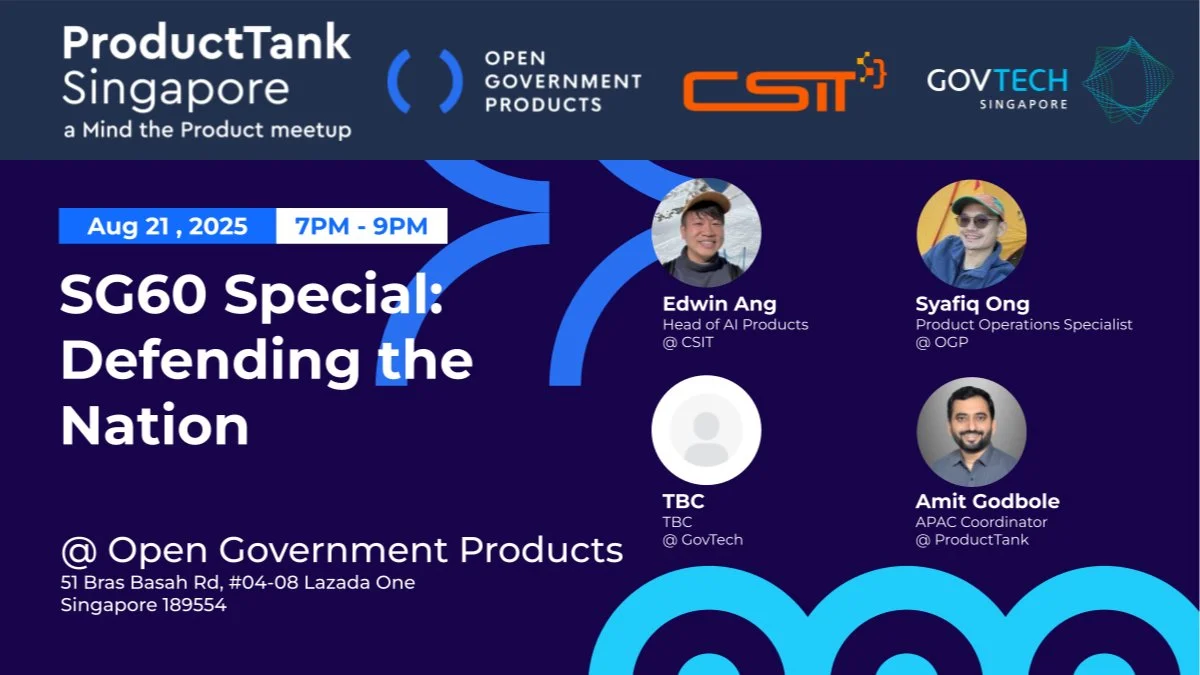 ProductTank
Singapore
a Mind the Product meetup
OPEN
GOVERNMENT
PRODUCTS
CSIT
GOVTECH
SINGAPORE
Aug 21 , 2025
7PM - 9PM
SG60 Special:
Defending the
Nation
@ Open Government Products
51 Bras Basah Rd, #04-08 Lazada One
Singapore 189554
Edwin Ang
Head of AI Products
@ CSIT
Syafiq Ong
Product Operations Specialist
@ OGP
TBC
TBC
@ GovTech
Amit Godbole
APAC Coordinator
@ ProductTank